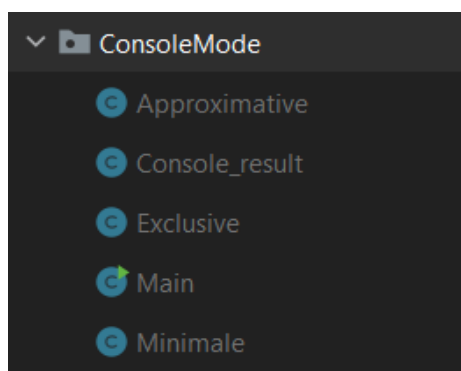 ConsoleMode
Approximative
Console_result
Exclusive
Main
Minimale